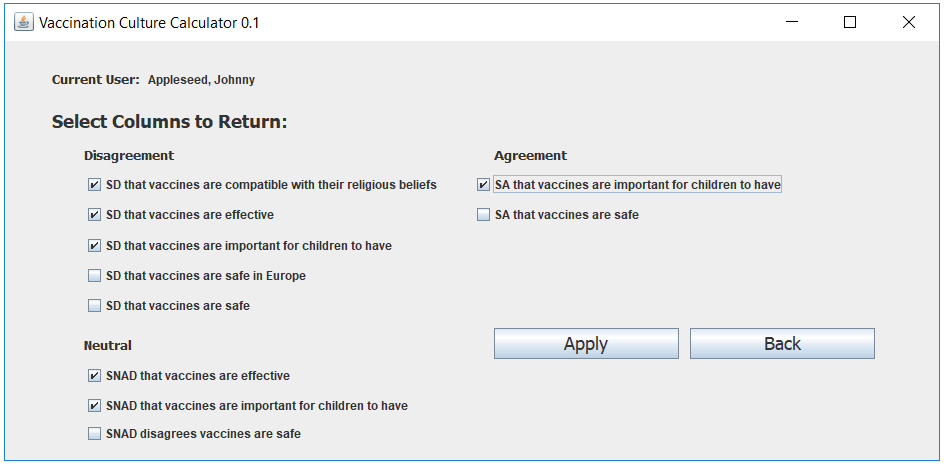 Vaccination Culture Calculator 0.1
Current User: Appleseed, Johnny
Select Columns to Return:
Disagreement
SD that vaccines are compatible with their religious beliefs
SD that vaccines are effective
SD that vaccines are important for children to have
SD that vaccines are safe in Europe
SD that vaccines are safe
Neutral
SNAD that vaccines are effective
SNAD that vaccines are important for children to have
SNAD disagrees vaccines are safe
Agreement
SA that vaccines are important for children to have
SA that vaccines are safe
Apply
Back